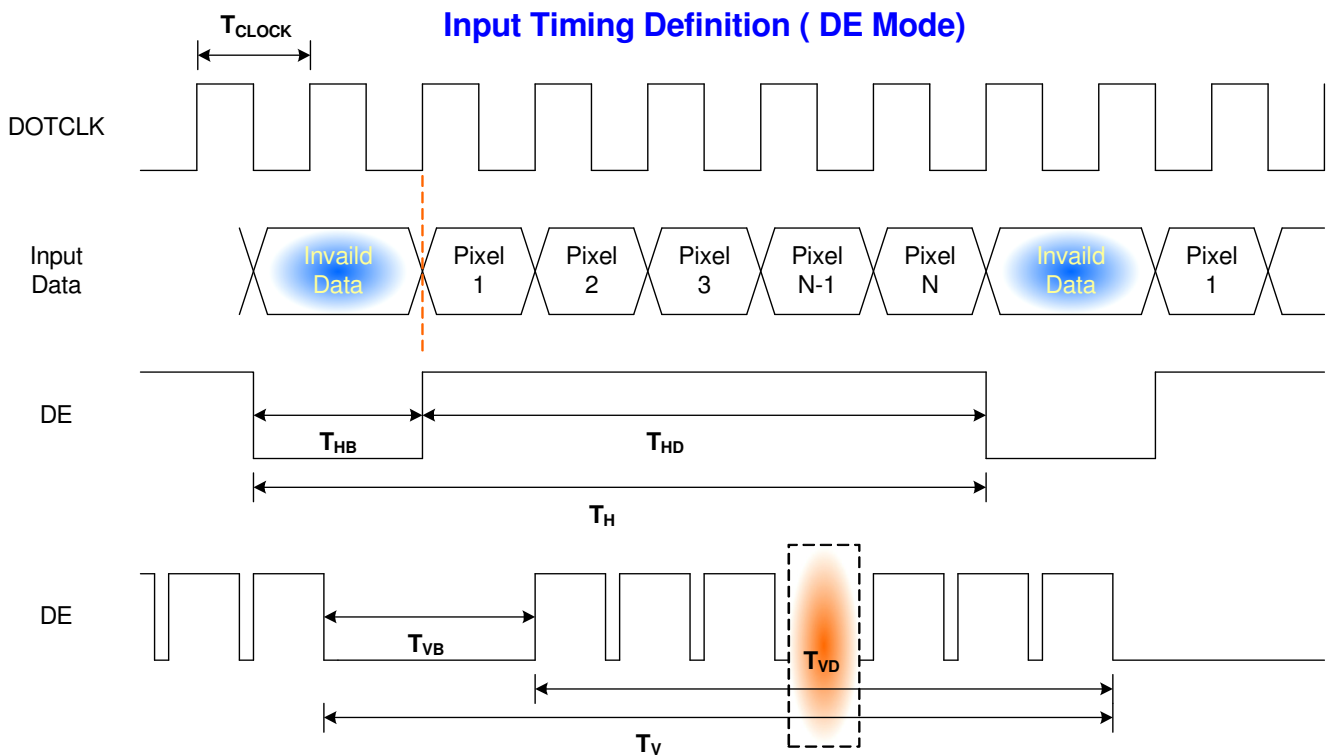 Input Timing Definition ( DE Mode)
TCLOCK
DOTCLK
Input
Data
Invaild
Data
Pixel
1
Pixel
2
Pixel
3
Pixel
N-1
Pixel
N
Invaild
Data
Pixel
1
DE
THB
THD
TH
DE
TVB
TVD
TV